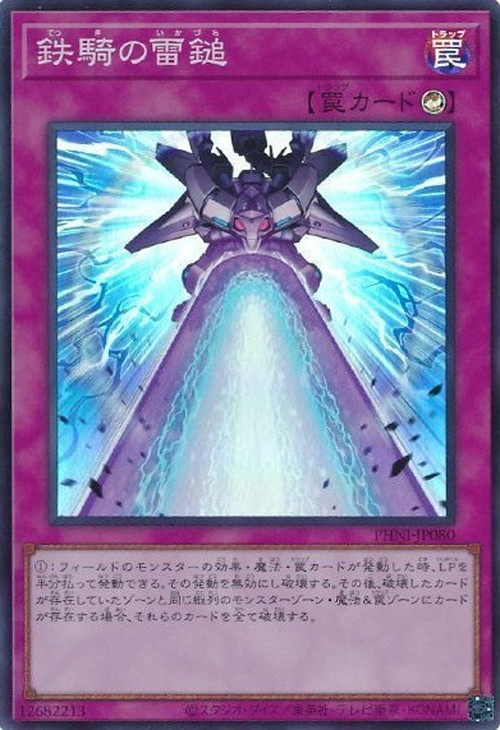 鉄騎の雷鎚
罠
【罠カード】
PHNI-JP080
①:フィールドのモンスターの効果・魔法・罠カードが発動した時、LPを
半分払って発動できる。その発動を無効にし破壊する。その後、破壊したカード
が存在していたゾーンと同じ縦列のモンスターゾーン・魔法&罠ゾーンにカード
が存在する場合、それらのカードを全て破壊する。
12682213
©スタジオ・ダイス/集英社・テレビ東京・KONAMI